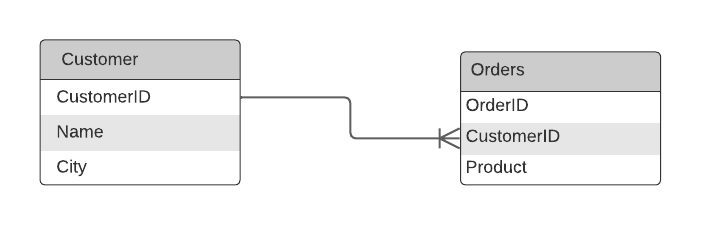 Customer
CustomerID
Name
City
Orders
OrderID
CustomerID
Product